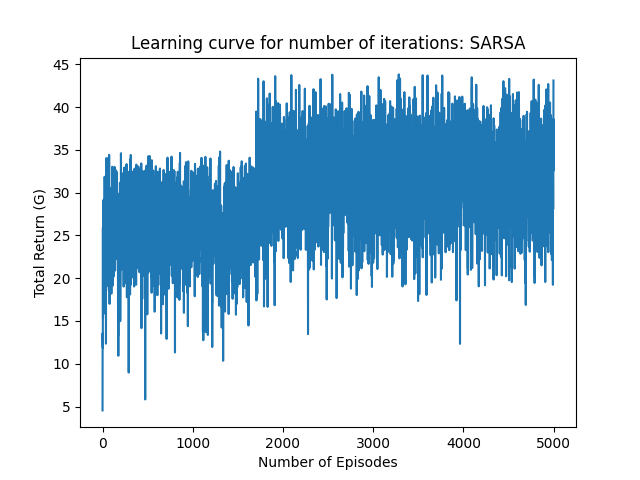 Learning curve for number of iterations: SARSA
45
40
35
30
25
20
15
10
5
Total Return (G)
0 1000 2000 3000 4000 5000
Number of Episodes